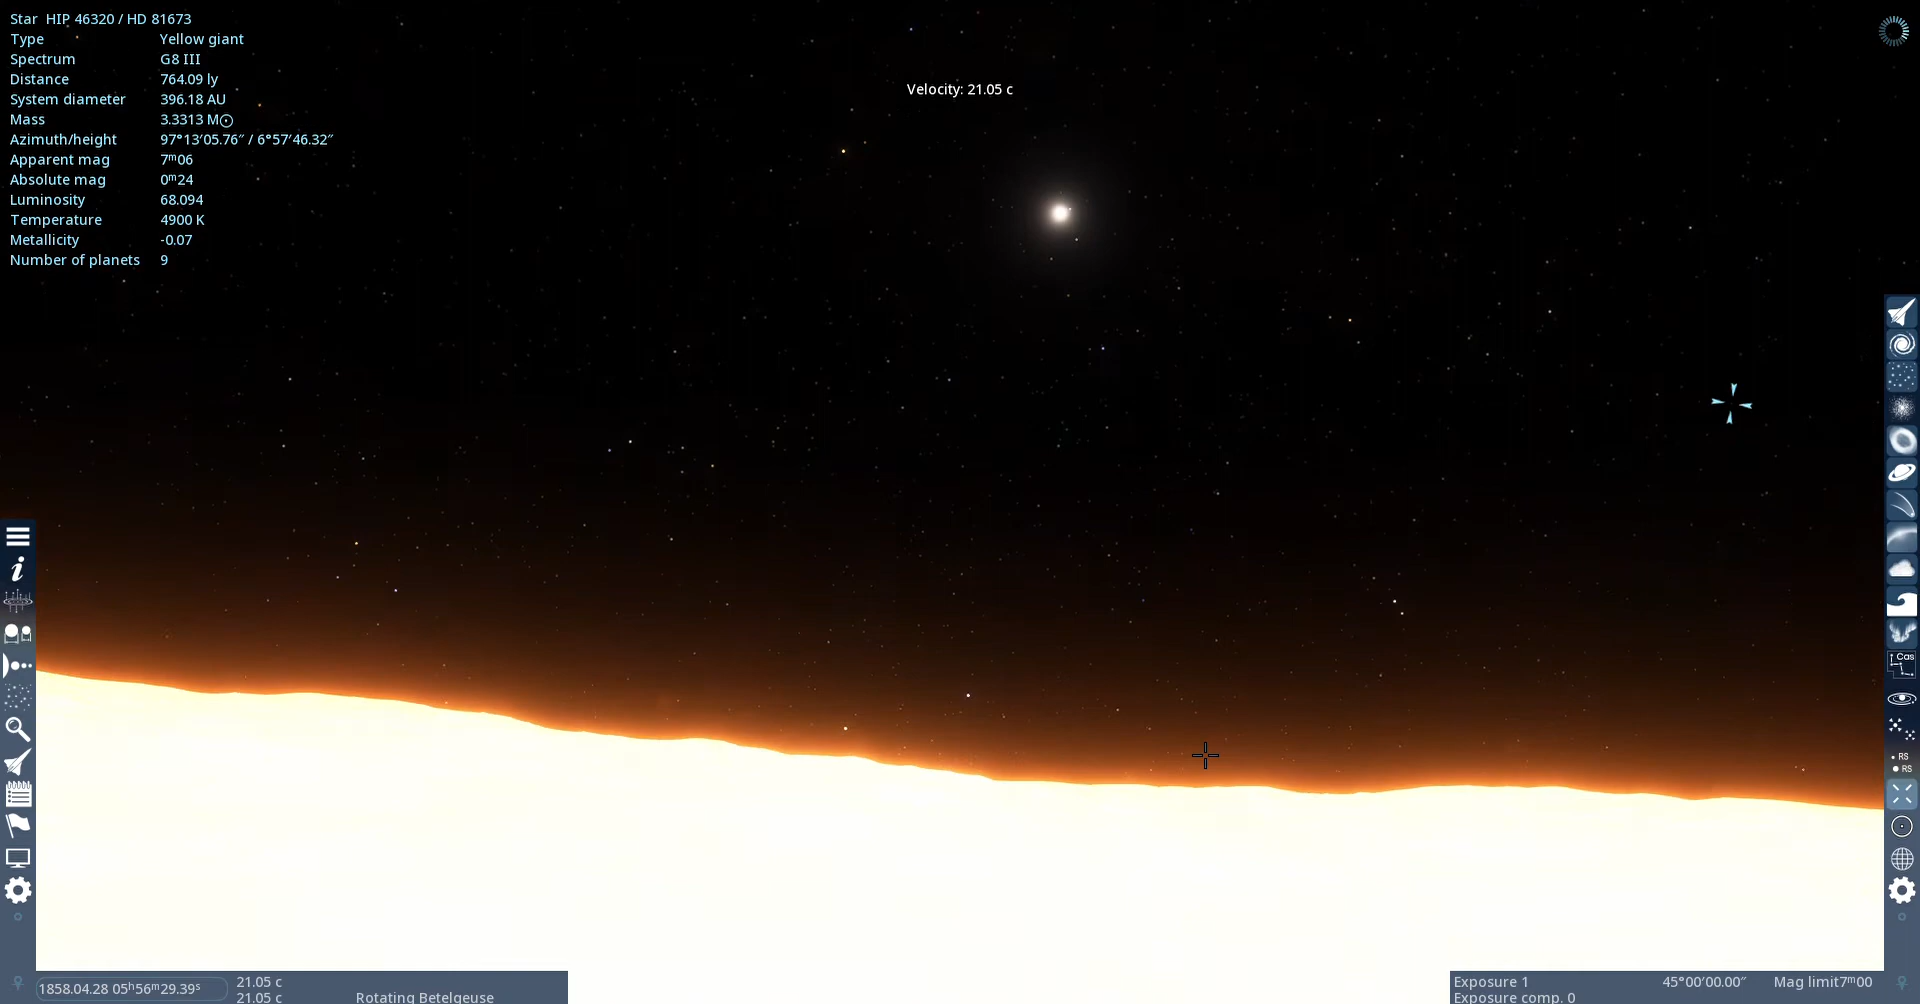 Star HIP 46320 / HD 81673
Type Yellow giant
Spectrum G8 III
Distance 764.09 ly
System diameter 396.18 AU
Mass 3.3313 M☉
Azimuth/height 97°13′05.76″ / 6°57′46.32″
Apparent mag 7ᵐ06
Absolute mag 0ᵐ24
Luminosity 68.094
Temperature 4900 K
Metallicity -0.07
Number of planets 9
Velocity: 21.05 c
Cas
RS
RS
1858.04.28 05ʰ56ᵐ29.39ˢ
21.05 c
21.05 c Rotating Betelgeuse
Exposure 1 45°00′00.00″ Mag limit7ᵐ00
Exposure comp. 0